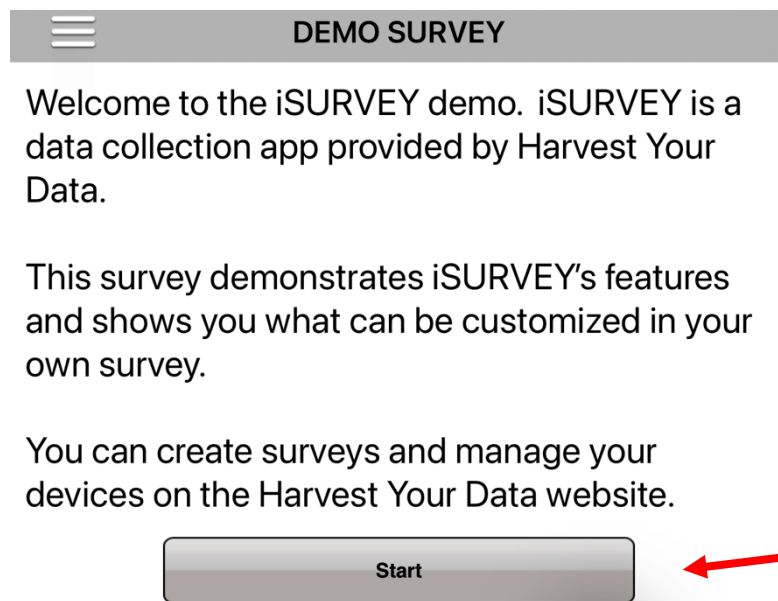 DEMO SURVEY
Welcome to the iSURVEY demo.  iSURVEY is a
data collection app provided by Harvest Your
Data.
This survey demonstrates iSURVEY's features
and shows you what can be customized in your
own survey.
You can create surveys and manage your
devices on the Harvest Your Data website.
Start